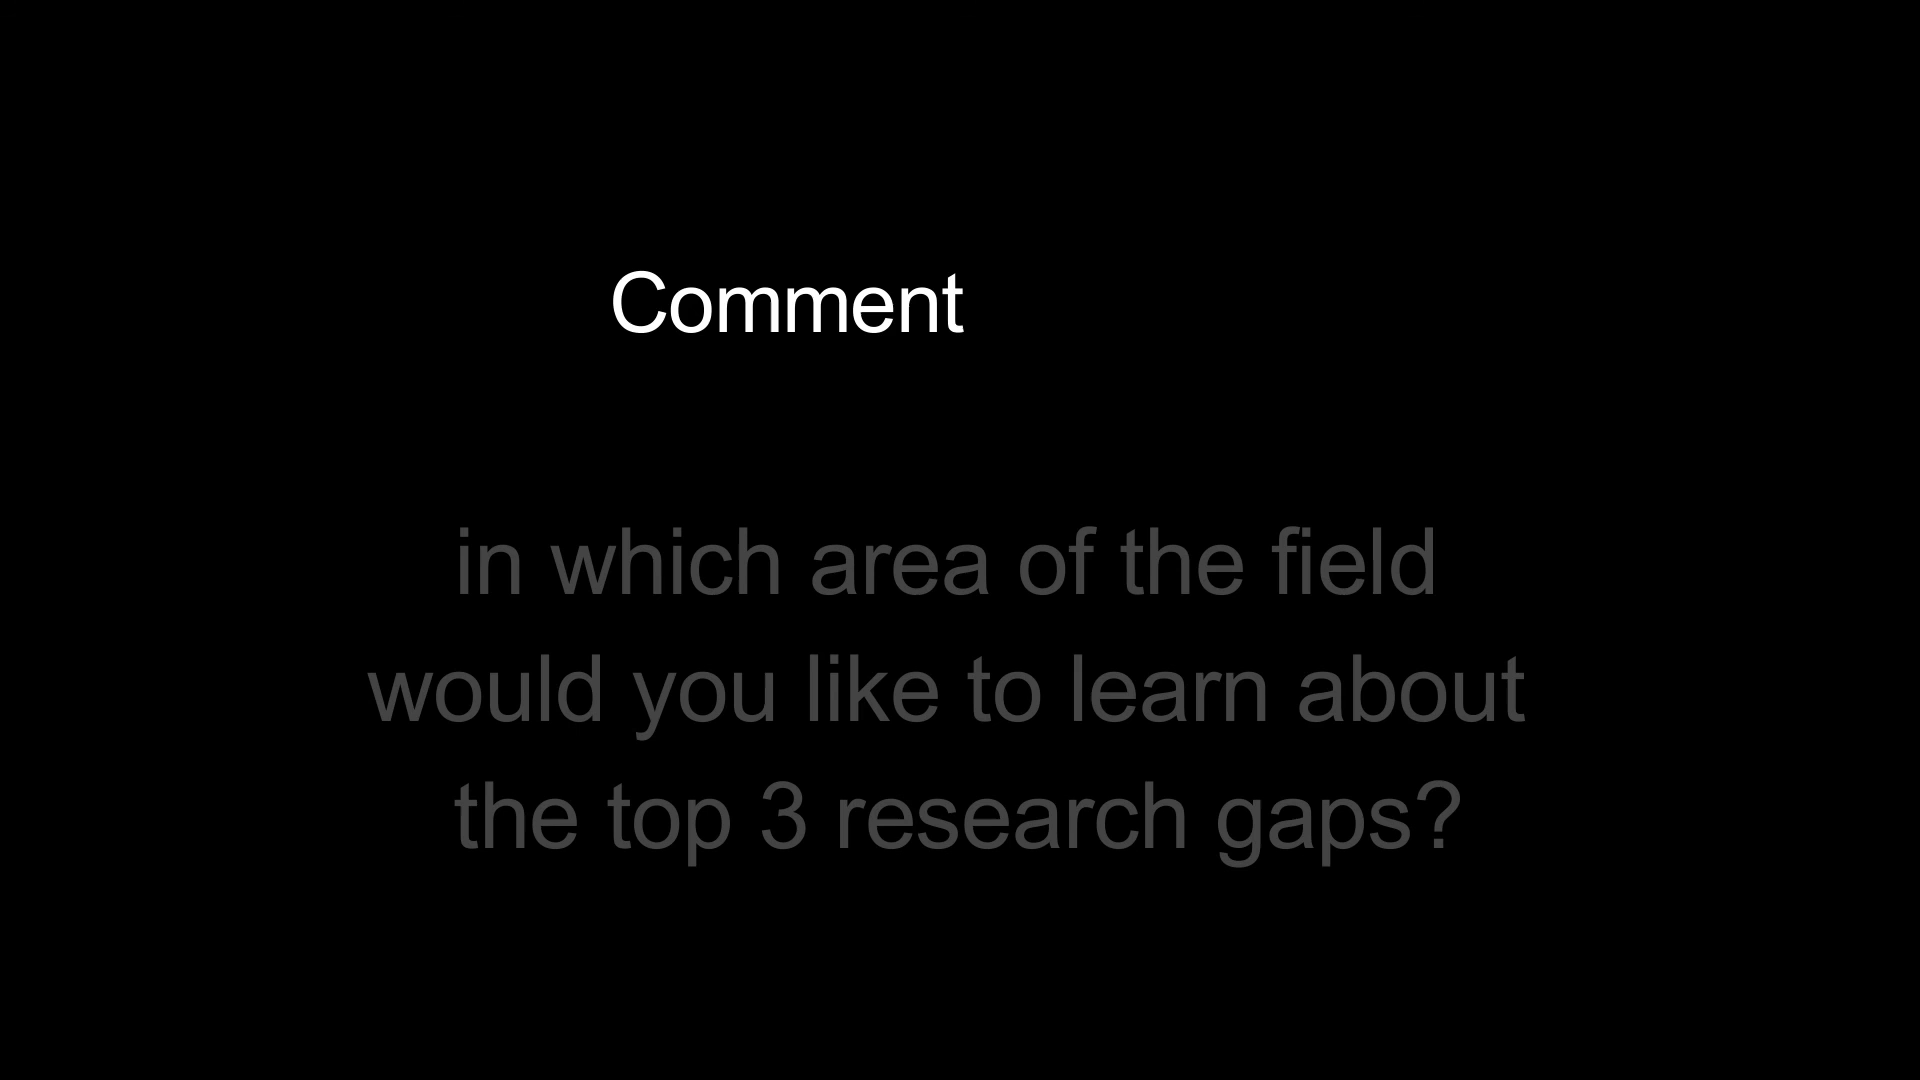 Comment
in which area of the field
would you like to learn about
the top 3 research gaps?